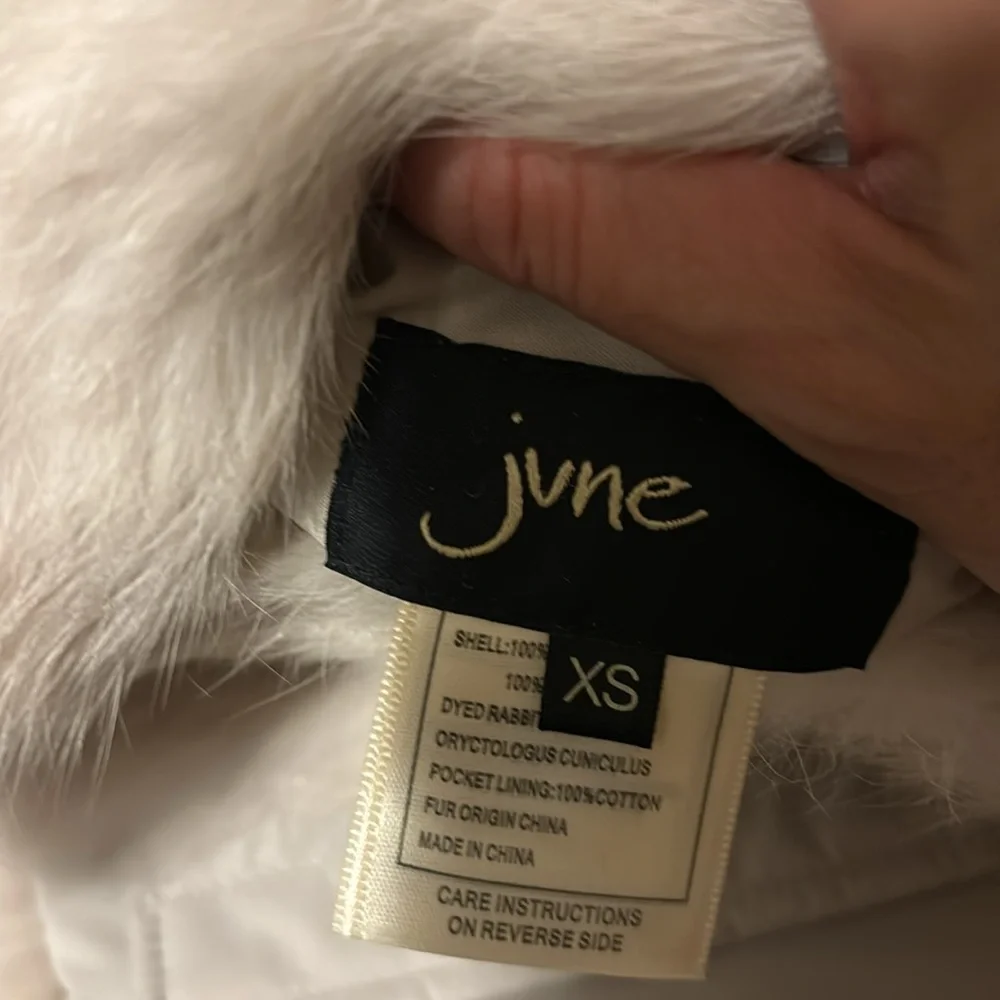 june
XS
SHELL:100%
100%
DYED RABBIT
ORYCTOLOGUS CUNICULUS
POCKET LINING:100%COTTON
FUR ORIGIN CHINA
MADE IN CHINA
CARE INSTRUCTIONS
ON REVERSE SIDE